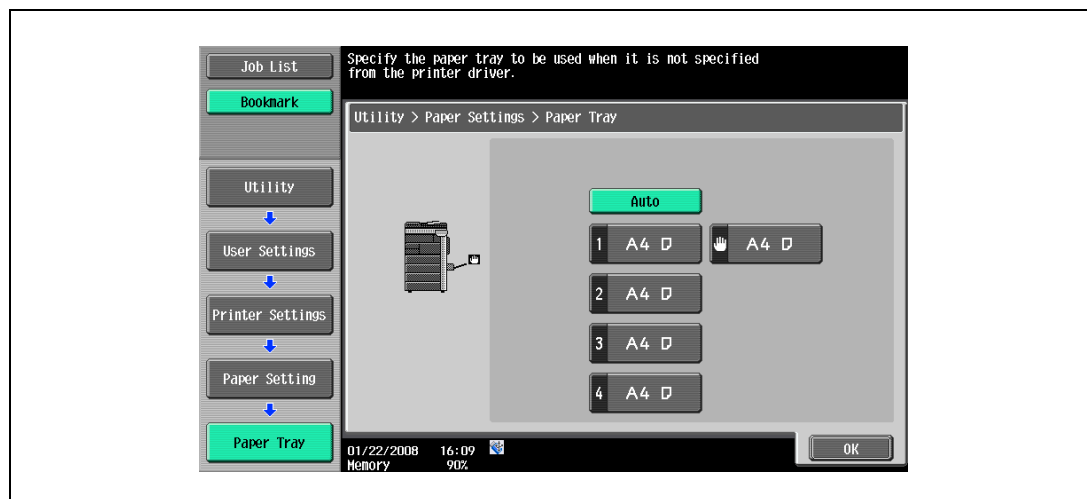 Job List
Bookmark
Specify the paper tray to be used when it is not specified
from the printer driver.
Utility > Paper Settings > Paper Tray
Utility
User Settings
Printer Settings
Paper Setting
Paper Tray
Auto
1 A4
A4
2 A4
3 A4
4 A4
01/22/2008 16:09
Memory 90%
OK